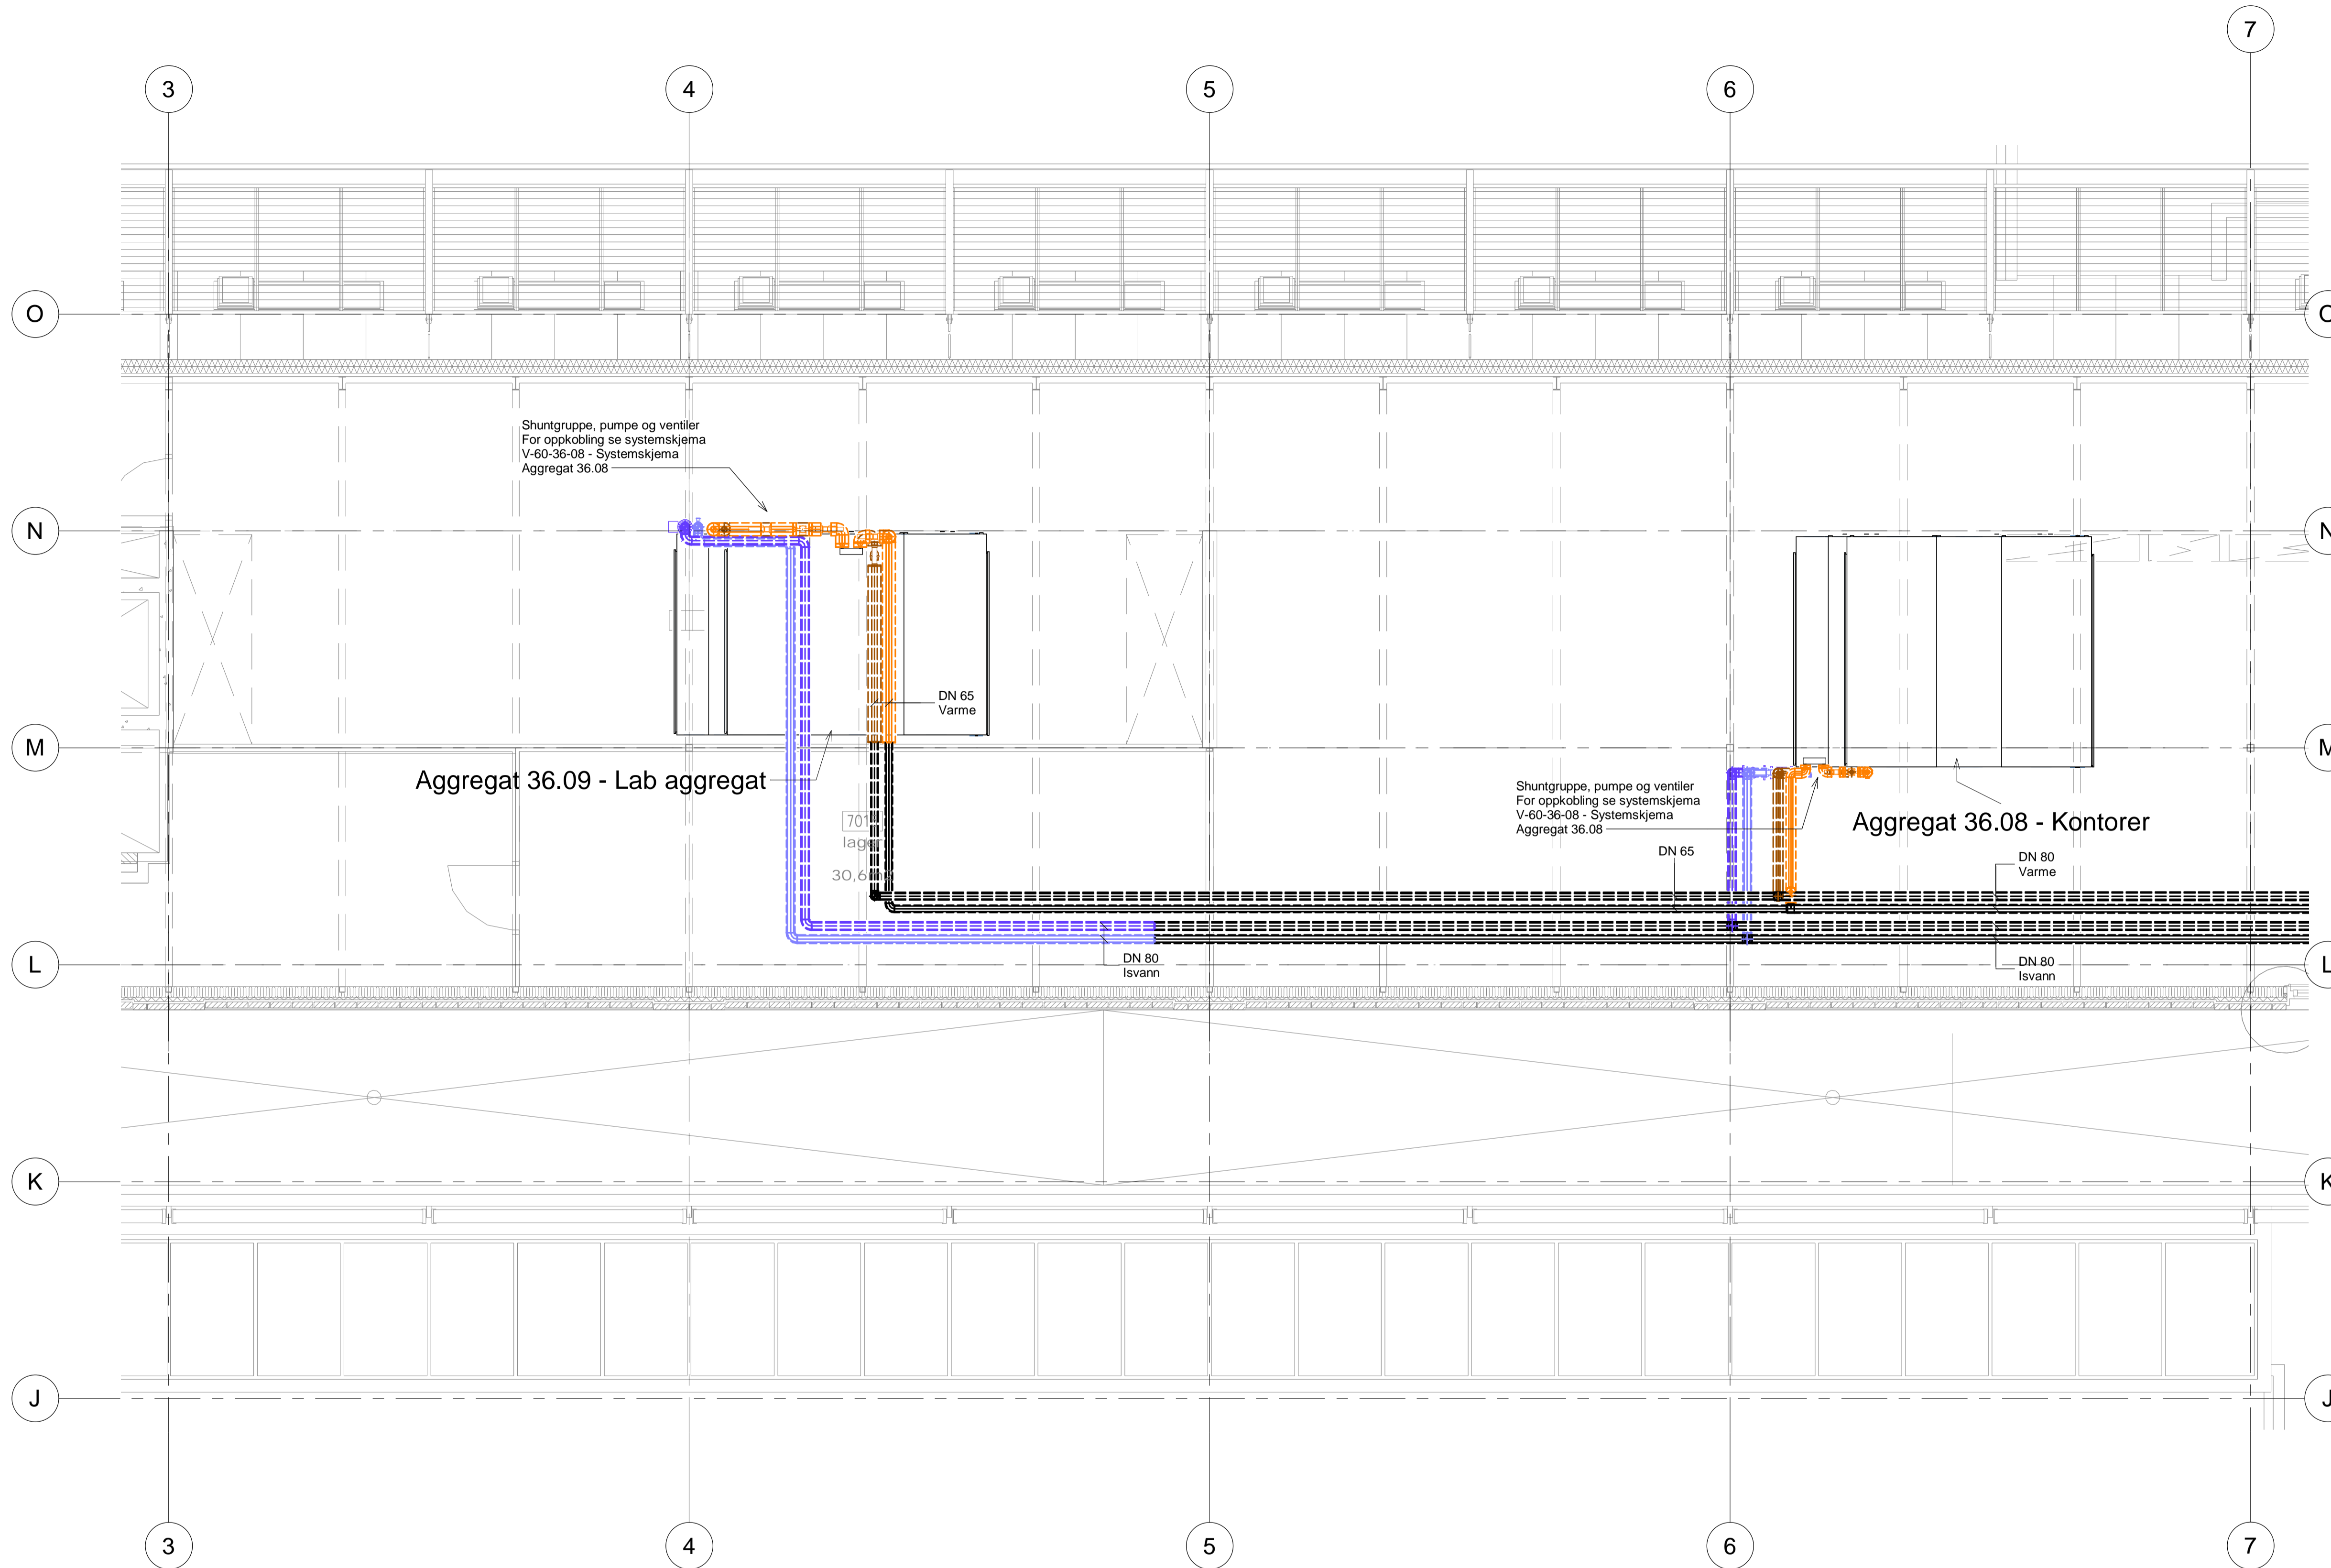 7
3
4
5
6
O
O
Shuntgruppe, pumpe og ventiler
For oppkobling se systemskjema
V-60-36-08 - Systemskjema
Aggregat 36.08
N
N
DN 65
Varme
M
M
Aggregat 36.09 - Lab aggregat
Shuntgruppe, pumpe og ventiler
For oppkobling se systemskjema
V-60-36-08 - Systemskjema
Aggregat 36.08
Aggregat 36.08 - Kontorer
lager
DN 65
DN 80
Varme
L
L
DN 80
Isvann
DN 80
Isvann
K
K
J
J
3
4
5
6
7